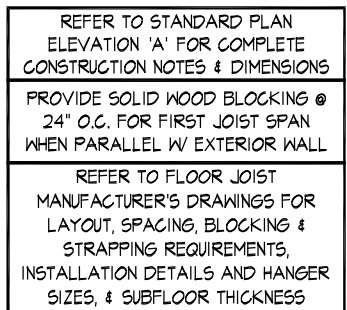 REFER TO STANDARD PLAN
ELEVATION 'A' FOR COMPLETE
CONSTRUCTION NOTES & DIMENSIONS
PROVIDE SOLID WOOD BLOCKING @
24" O.C. FOR FIRST JOIST SPAN
WHEN PARALLEL W/ EXTERIOR WALL
REFER TO FLOOR JOIST
MANUFACTURER'S DRAWINGS FOR
LAYOUT, SPACING, BLOCKING &
STRAPPING REQUIREMENTS,
INSTALLATION DETAILS AND HANGER
SIZES, & SUBFLOOR THICKNESS